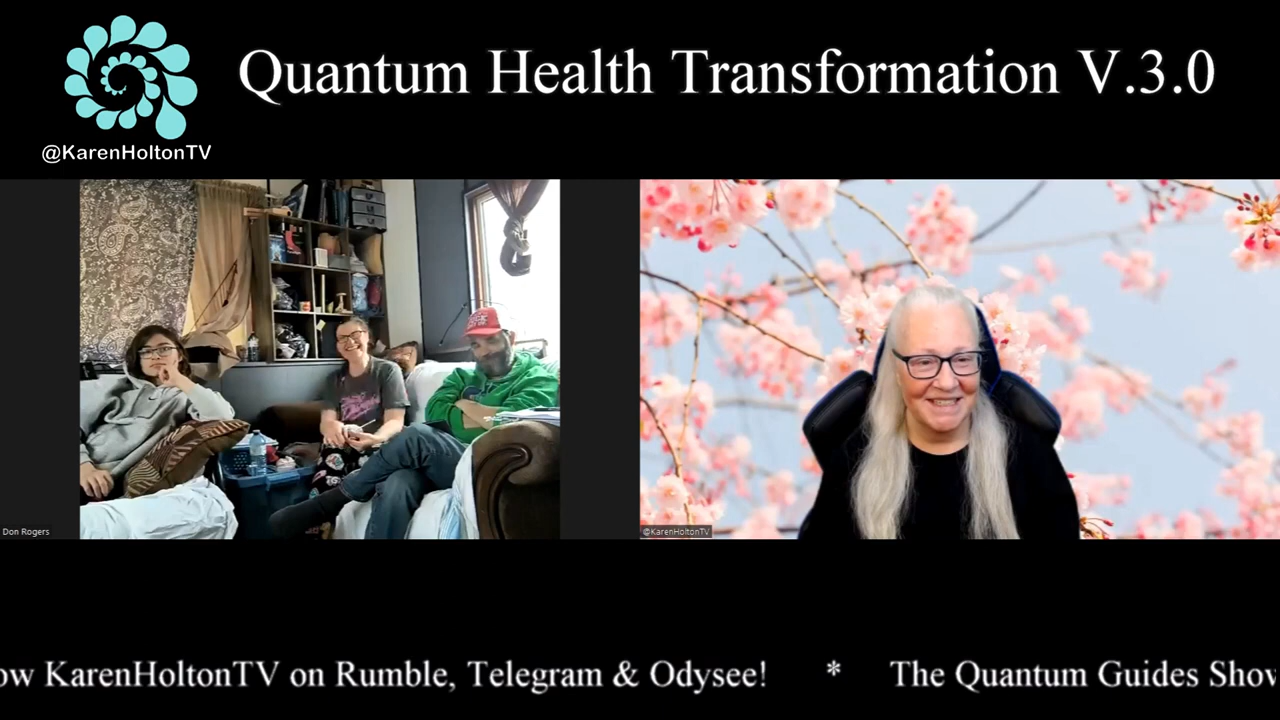 Quantum Health Transformation V.3.0
@KarenHoltonTV
Don Rogers
@KarenHoltonTV
ow KarenHoltonTV on Rumble, Telegram & Odysee! * The Quantum Guides Show